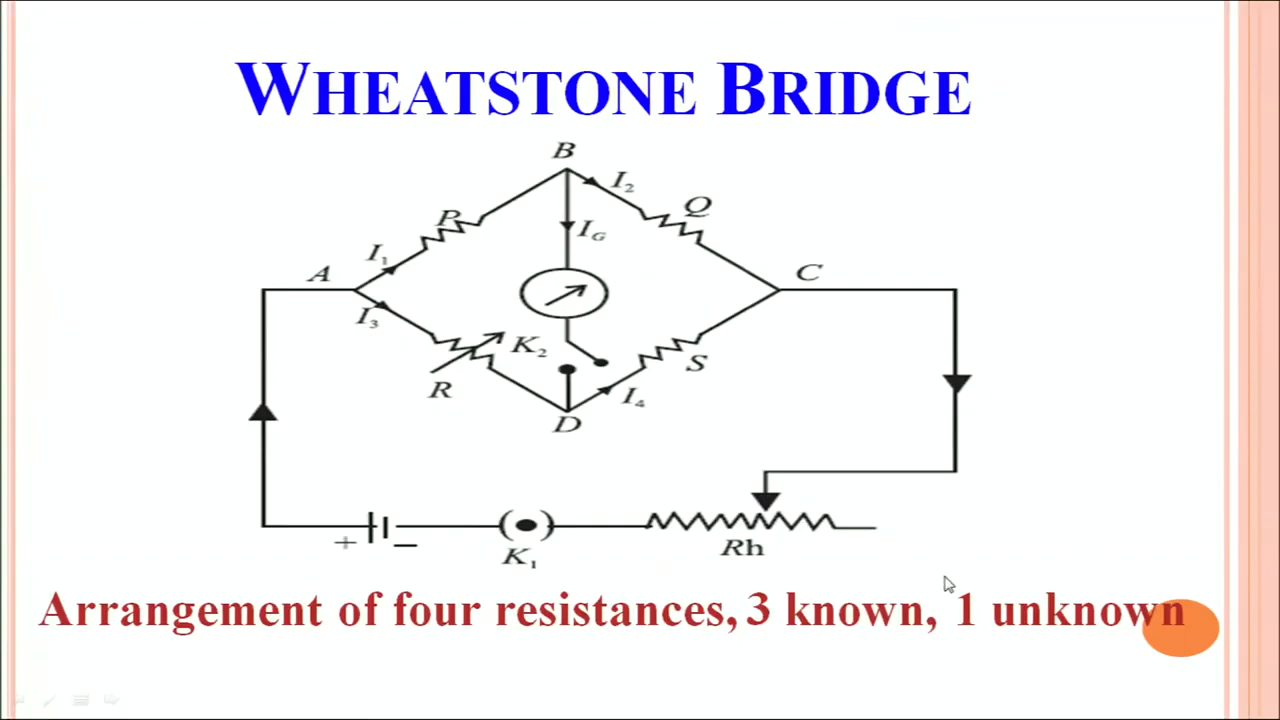 WHEATSTONE BRIDGE
B
I₂
P
Q
I_G
I₁
A
C
I₃
K₂
S
R
I₄
D
+
−
K₁
Rh
Arrangement of four resistances, 3 known, 1 unknown